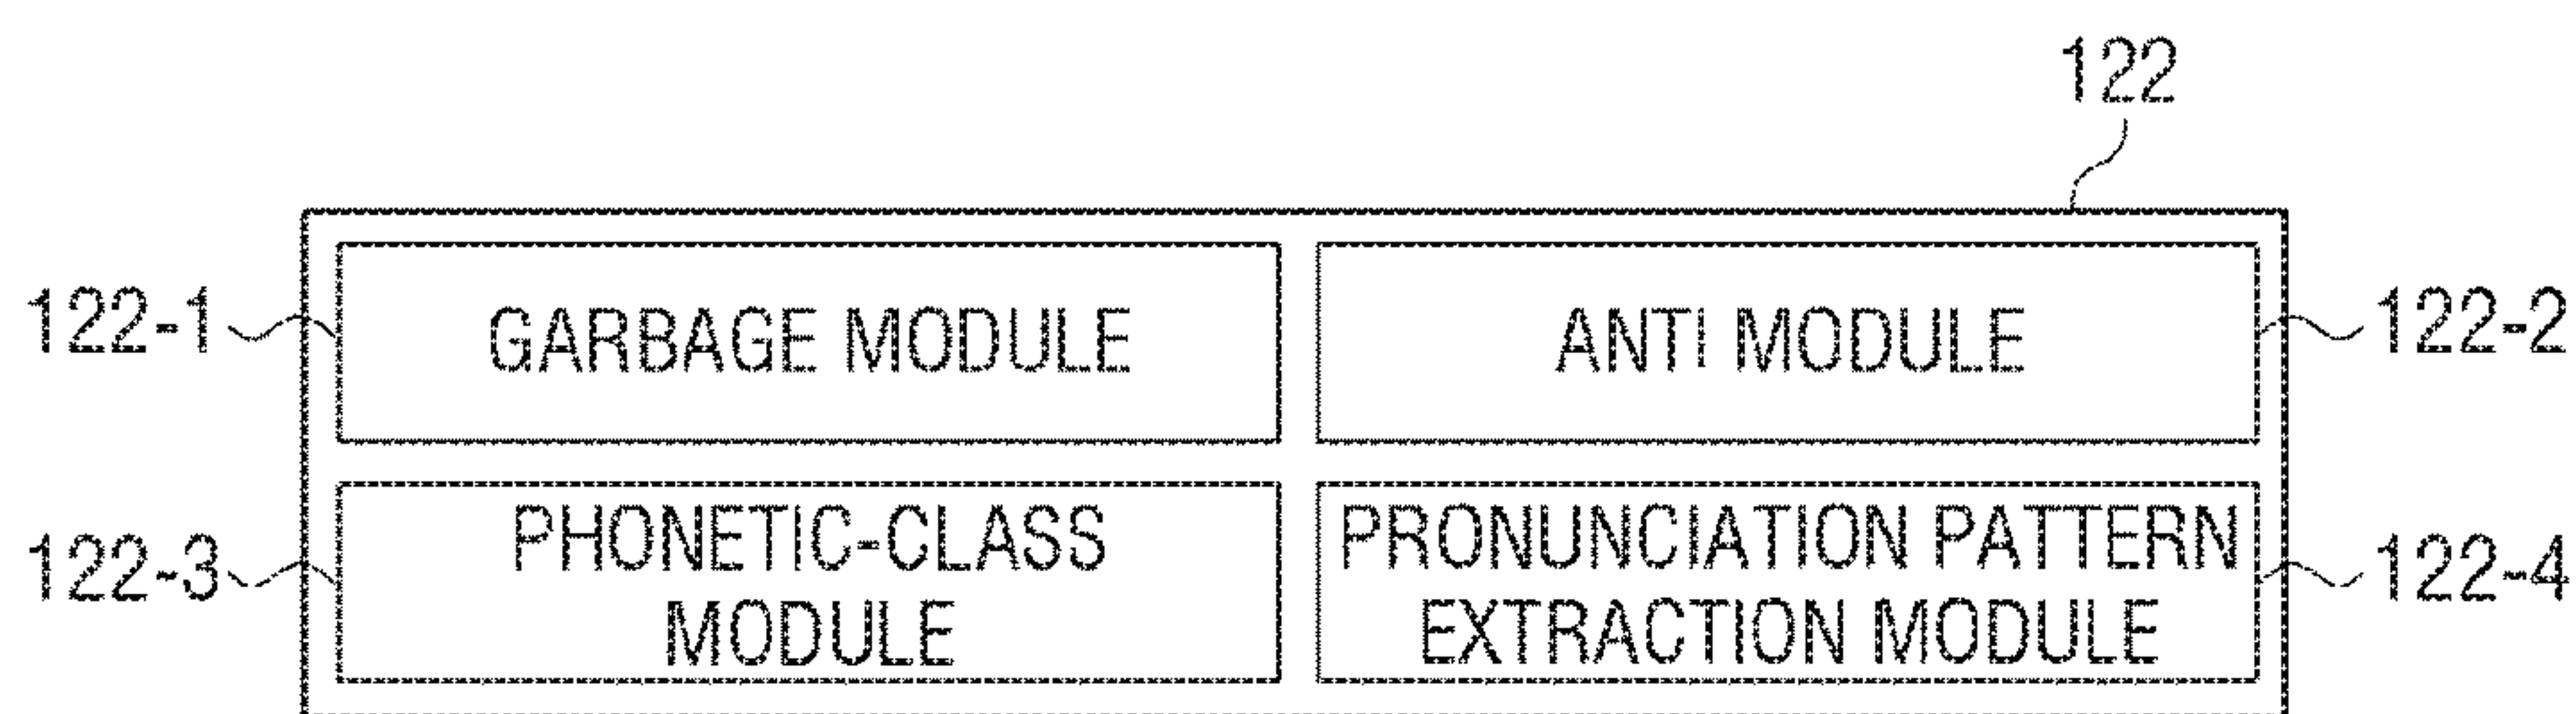 122
122-1
GARBAGE MODULE
ANTI MODULE
122-2
122-3
PHONETIC-CLASS
MODULE
PRONUNCIATION PATTERN
EXTRACTION MODULE
122-4